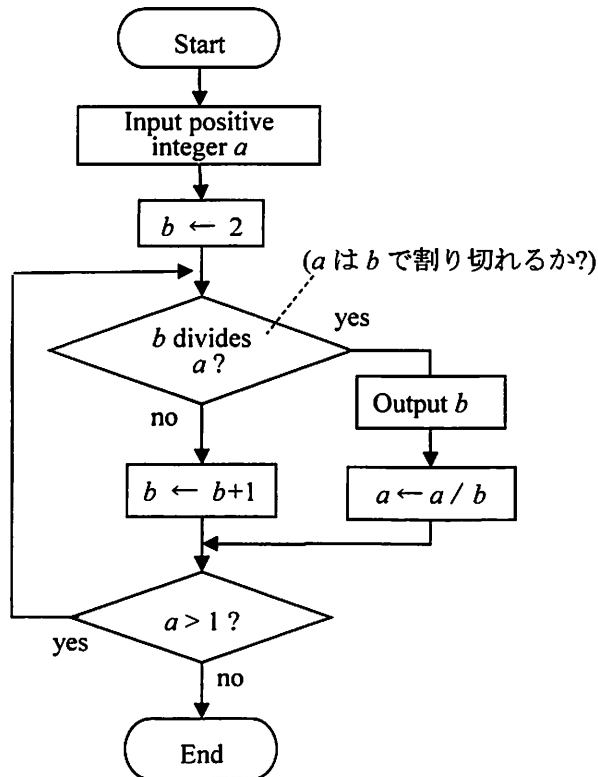 Start
Input positive
integer a
b ← 2
(a は b で割り切れるか?)
b divides
a ?
yes
no
Output b
b ← b+1
a ← a / b
a > 1 ?
yes
no
End